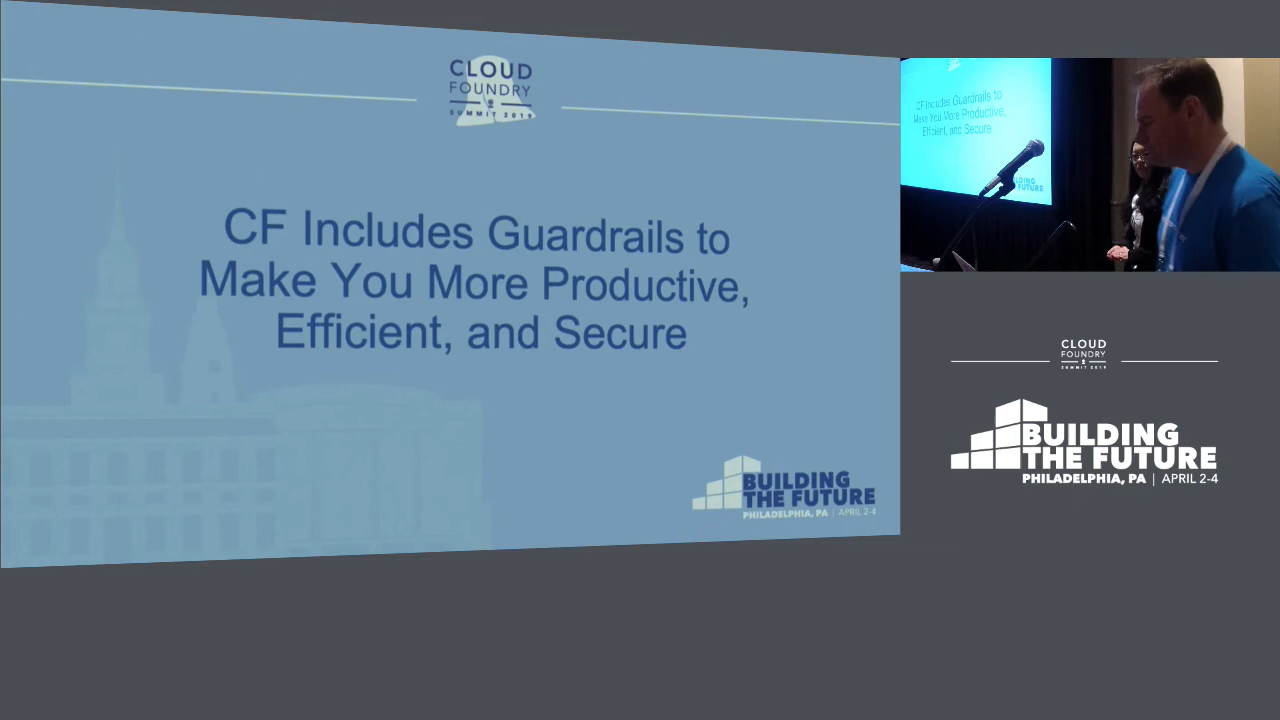 CLOUD
FOUNDRY
SUMMIT 2019
CF Includes Guardrails to
Make You More Productive,
Efficient, and Secure
BUILDING
THE FUTURE
PHILADELPHIA, PA | APRIL 2-4
CF Includes Guardrails to
Make You More Productive,
Efficient, and Secure
CLOUD
FOUNDRY
SUMMIT 2019
BUILDING
THE FUTURE
PHILADELPHIA, PA | APRIL 2-4